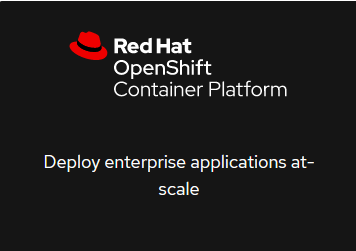 Red Hat
OpenShift
Container Platform
Deploy enterprise applications at-
scale